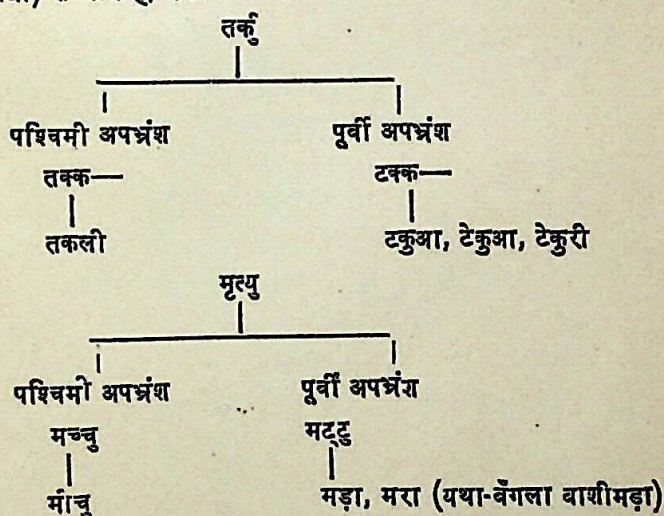 तर्कु
पश्चिमी अपभ्रंश पूर्वी अपभ्रंश
तक्क— टक्क—
तकली टकुआ, टेकुआ, टेकुरी
मृत्यु
पश्चिमी अपभ्रंश पूर्वी अपभ्रंश
मच्चु मट्टु
मीचु मड़ा, मरा (यथा-बँगला वाशीमड़ा)